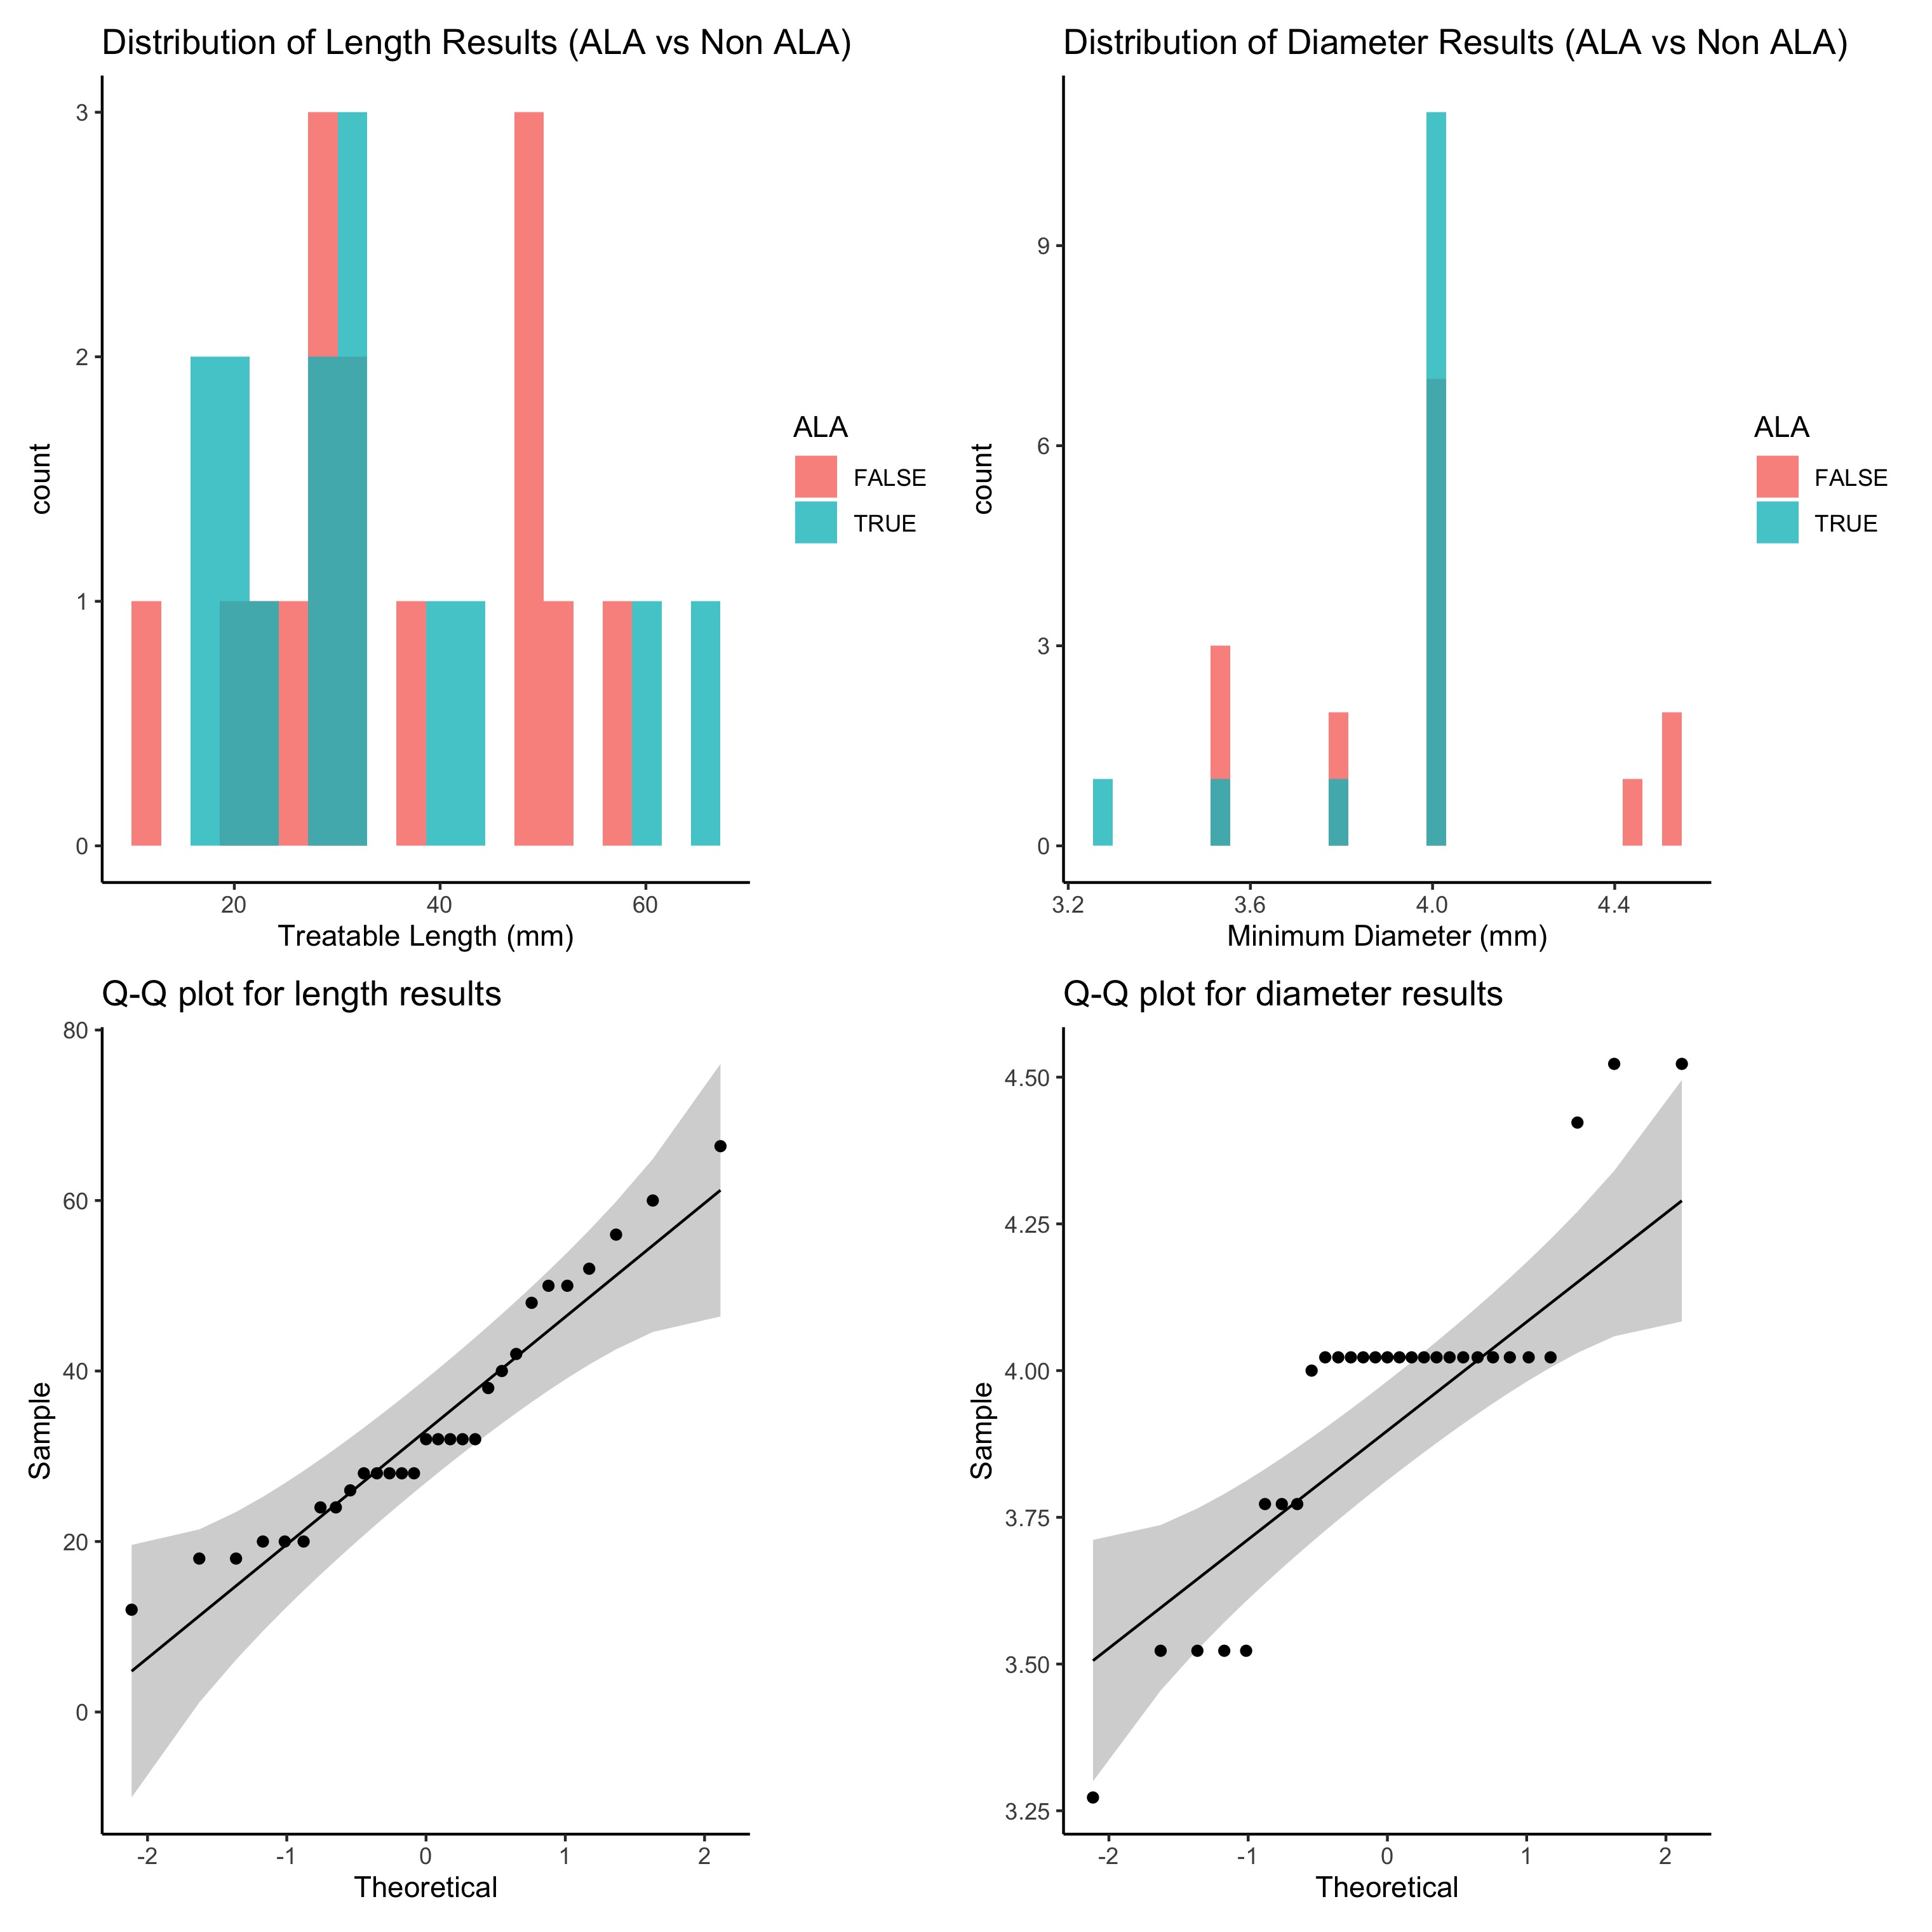 Distribution of Length Results (ALA vs Non ALA)
3
2
1
0
count
20 40 60
Treatable Length (mm)
ALA
FALSE
TRUE
Distribution of Diameter Results (ALA vs Non ALA)
9
6
3
0
count
3.2 3.6 4.0 4.4
Minimum Diameter (mm)
ALA
FALSE
TRUE
Q-Q plot for length results
80
60
40
20
0
Sample
-2 -1 0 1 2
Theoretical
Q-Q plot for diameter results
4.50
4.25
4.00
3.75
3.50
3.25
Sample
-2 -1 0 1 2
Theoretical